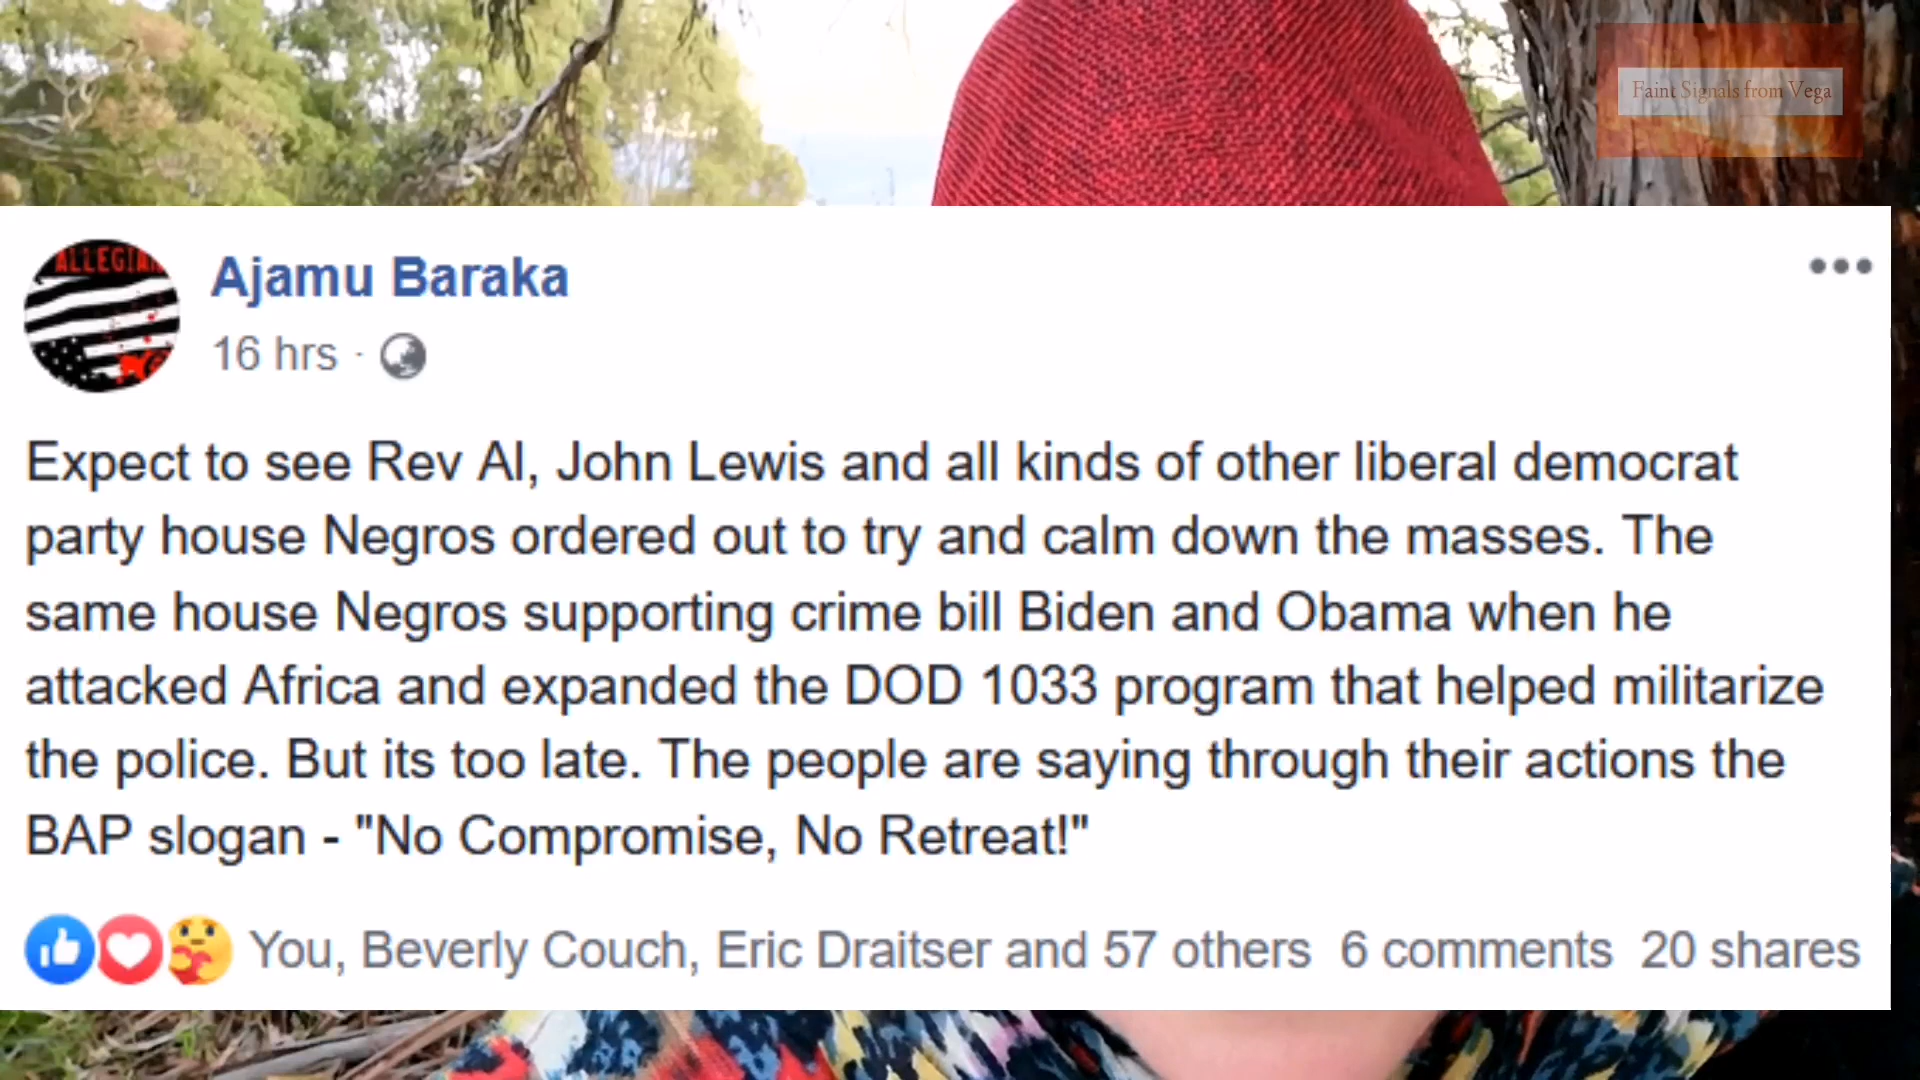 Faint Signals from Vega
ALLEGIAN
Ajamu Baraka
16 hrs ·
Expect to see Rev Al, John Lewis and all kinds of other liberal democrat
party house Negros ordered out to try and calm down the masses. The
same house Negros supporting crime bill Biden and Obama when he
attacked Africa and expanded the DOD 1033 program that helped militarize
the police. But its too late. The people are saying through their actions the
BAP slogan - "No Compromise, No Retreat!"
You, Beverly Couch, Eric Draitser and 57 others 6 comments 20 shares